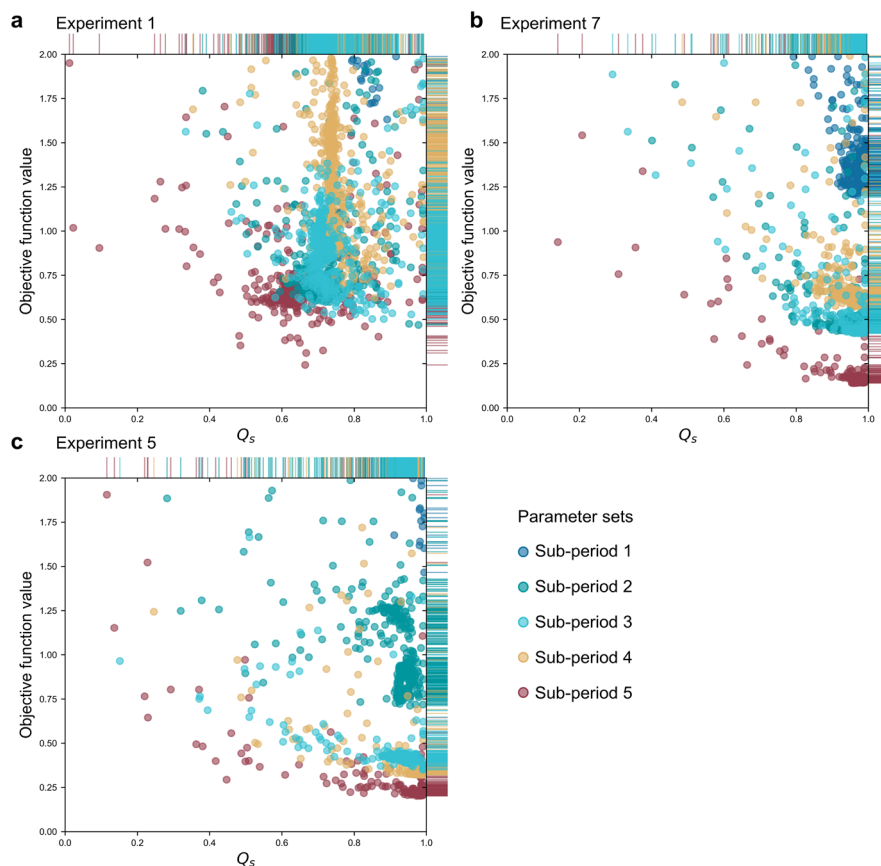 a Experiment 1
2.00
1.75
1.50
1.25
1.00
0.75
0.50
0.25
0.00
Objective function value
0.0 0.2 0.4 0.6 0.8 1.0
Qs
b Experiment 7
2.00
1.75
1.50
1.25
1.00
0.75
0.50
0.25
0.00
Objective function value
0.0 0.2 0.4 0.6 0.8 1.0
Qs
c Experiment 5
2.00
1.75
1.50
1.25
1.00
0.75
0.50
0.25
0.00
Objective function value
0.0 0.2 0.4 0.6 0.8 1.0
Qs
Parameter sets
Sub-period 1
Sub-period 2
Sub-period 3
Sub-period 4
Sub-period 5